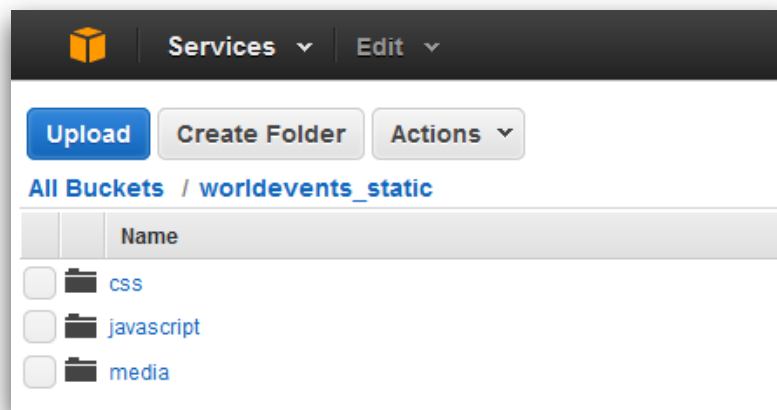 Services Edit
Upload Create Folder Actions
All Buckets / worldevents_static
Name
css
javascript
media